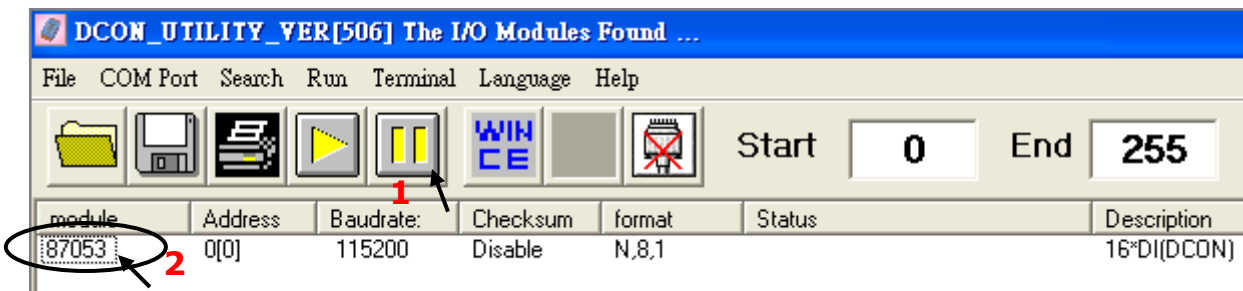 DCON_UTILITY_VER[506] The I/O Modules Found ...
File COM Port Search Run Terminal Language Help
WIN CE Start 0 End 255
1
module Address Baudrate: Checksum format Status Description
87053 0[0] 115200 Disable N,8,1 16*DI(DCON)
2